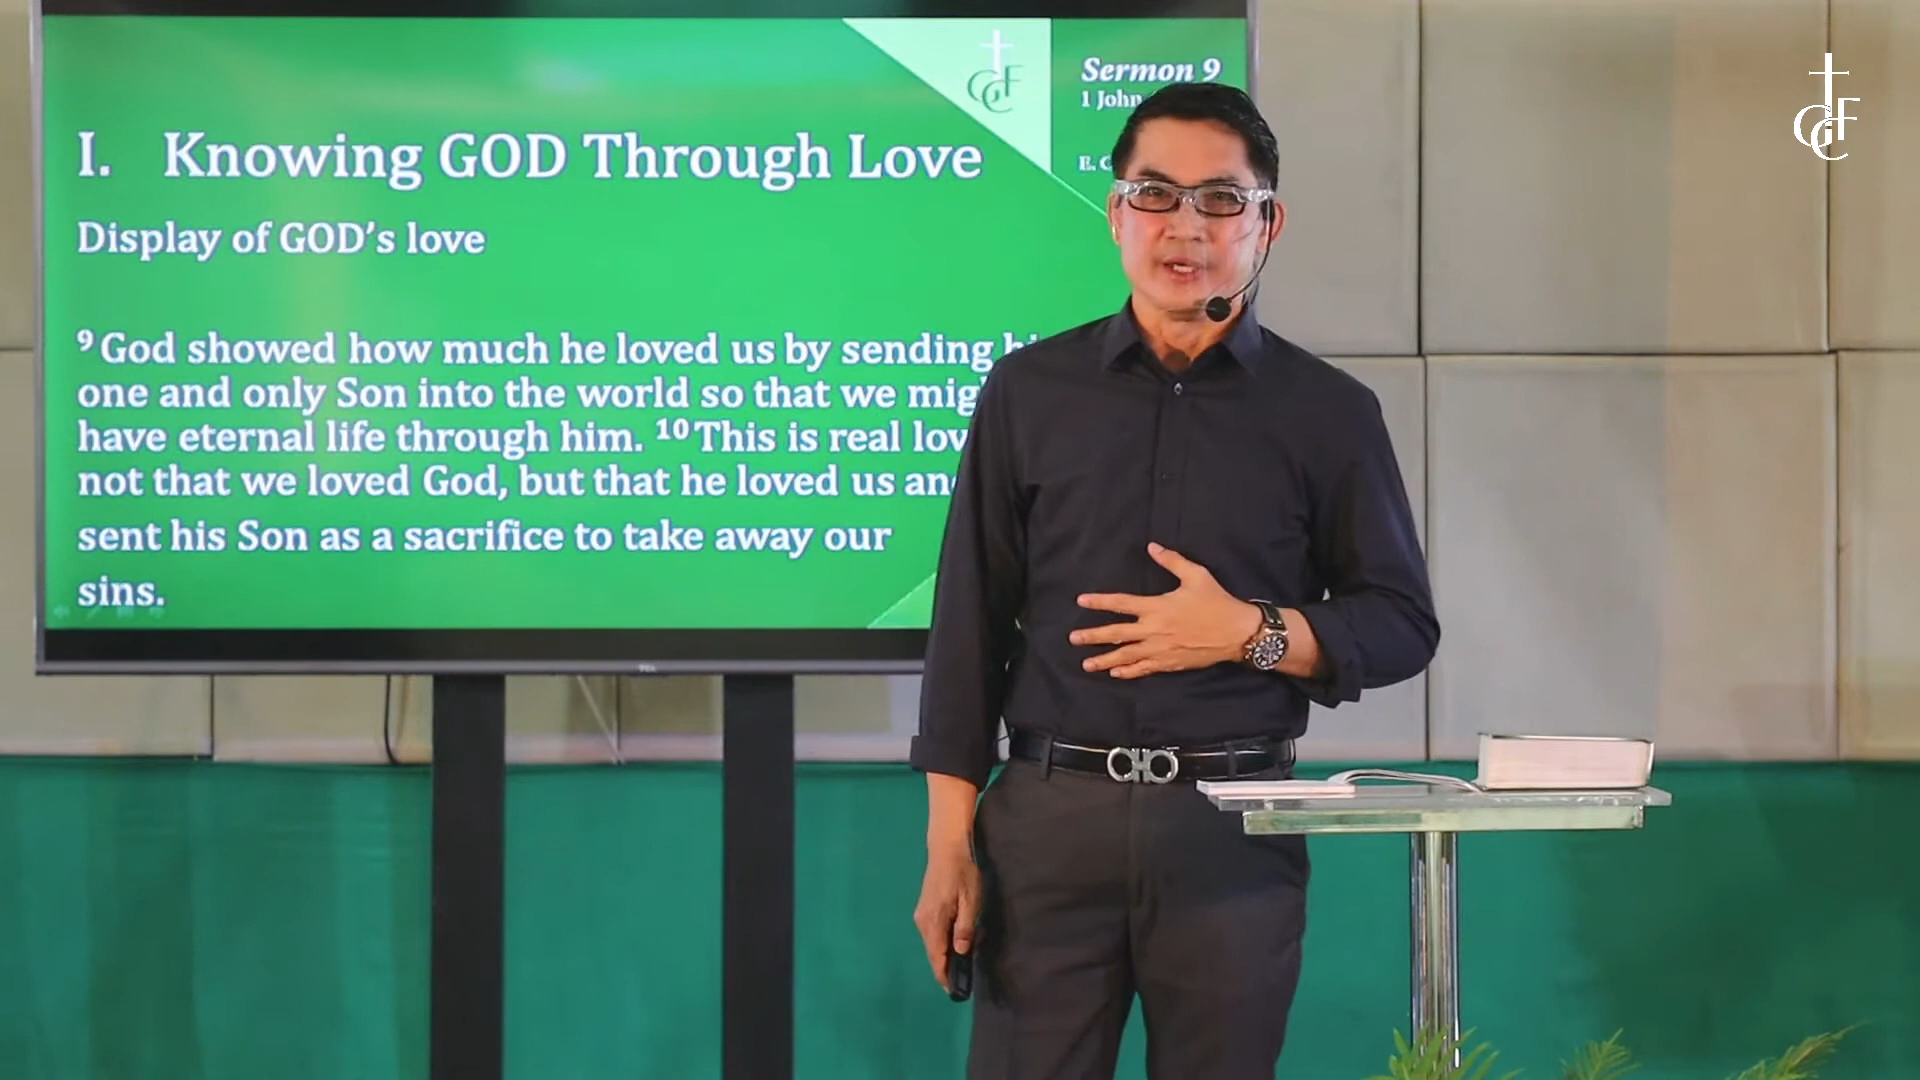 Sermon 9
1 John
I. Knowing GOD Through Love
Display of GOD's love
9 God showed how much he loved us by sending
one and only Son into the world so that we
have eternal life through him. 10 This is real
not that we loved God, but that he loved us
sent his Son as a sacrifice to take away our
sins.
GCF
TCL
GCF